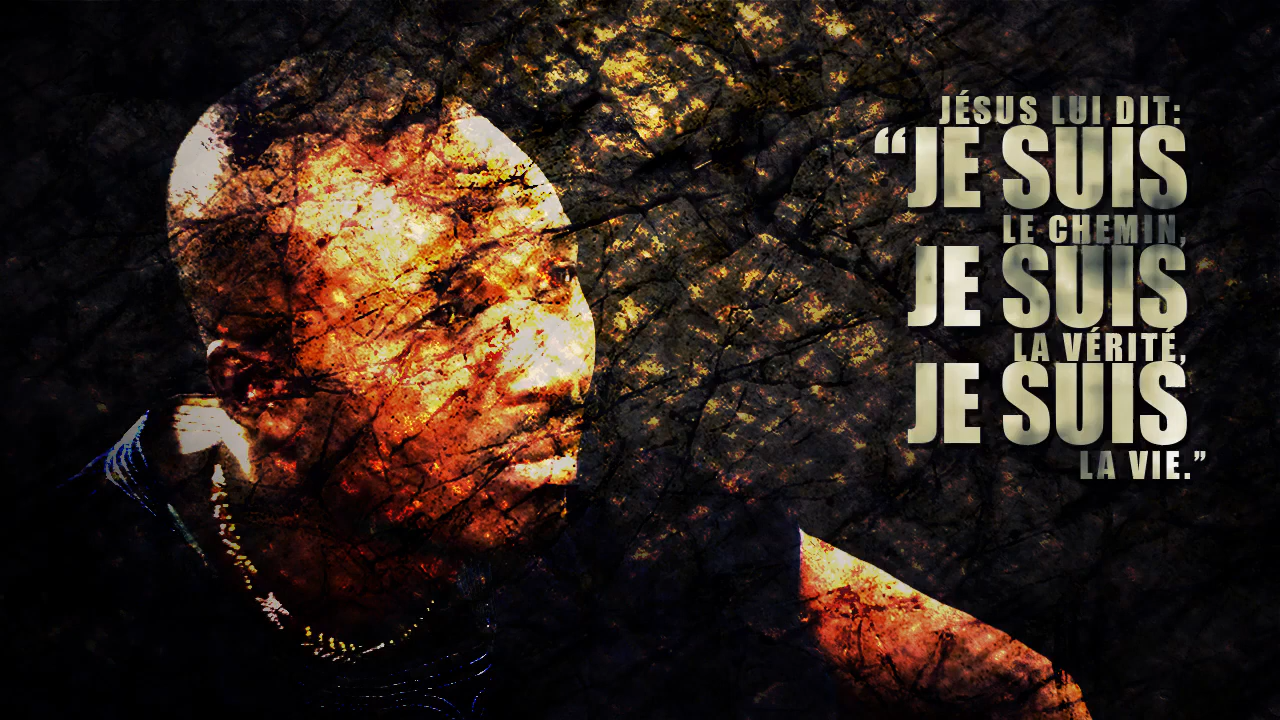 JÉSUS LUI DIT:
“JE SUIS
LE CHEMIN,
JE SUIS
LA VÉRITÉ,
JE SUIS
LA VIE.”